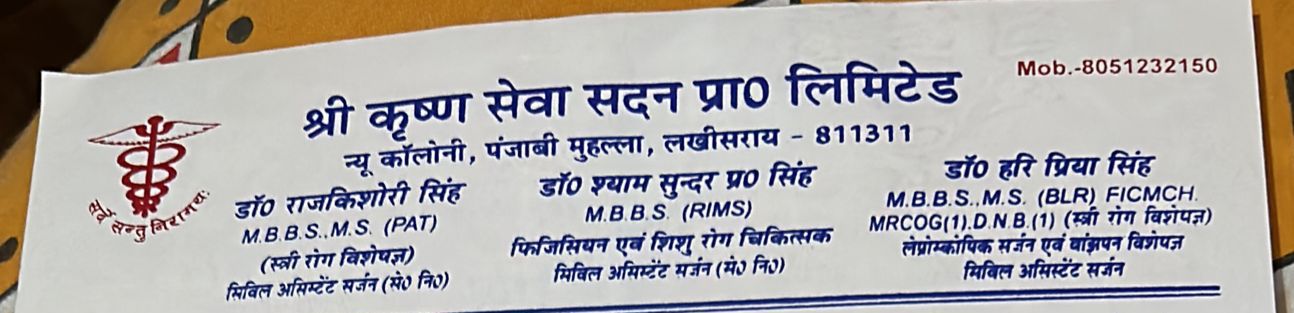 Mob.-8051232150
श्री कृष्ण सेवा सदन प्रा0 लिमिटेड
न्यू कॉलोनी, पंजाबी मुहल्ला, लखीसराय - 811311
सर्वे सन्तु निरामयः
डॉ0 राजकिशोरी सिंह
M.B.B.S.,M.S. (PAT)
(स्त्री रोग विशेषज्ञ)
सिविल असिस्टेंट सर्जन (से0 नि0)
डॉ0 श्याम सुन्दर प्र0 सिंह
M.B.B.S. (RIMS)
फिजिसियन एवं शिशु रोग चिकित्सक
सिविल असिस्टेंट सर्जन (से0 नि0)
डॉ0 हरि प्रिया सिंह
M.B.B.S.,M.S. (BLR) FICMCH.
MRCOG(1).D.N.B.(1) (स्त्री रोग विशेषज्ञ)
लेप्रोस्कोपिक सर्जन एवं बांझपन विशेषज्ञ
सिविल असिस्टेंट सर्जन